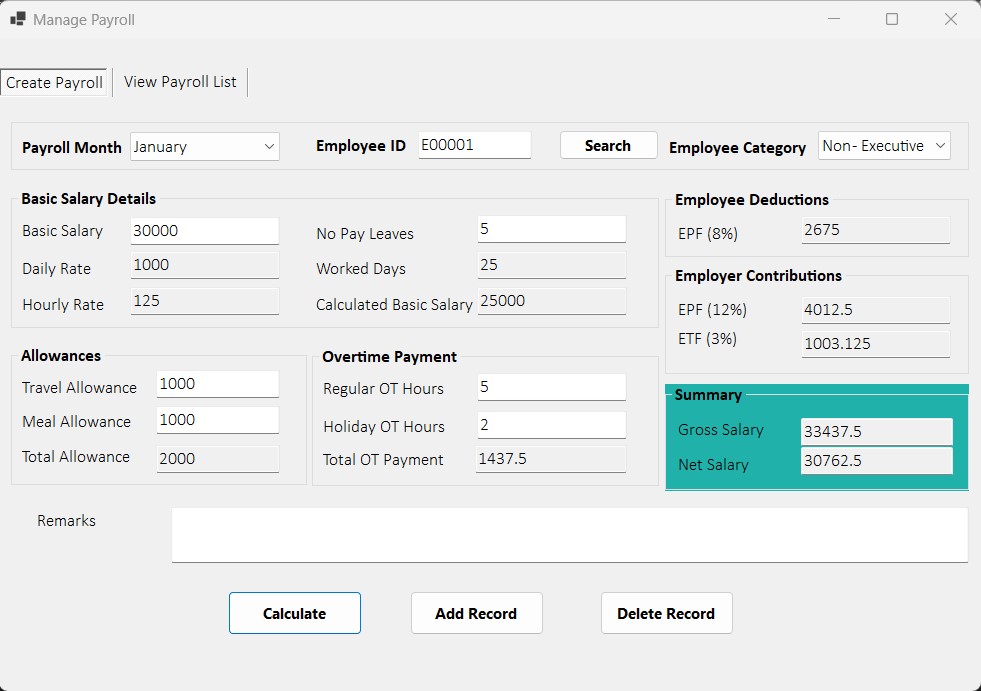 Manage Payroll
Create Payroll
View Payroll List
Payroll Month January
Employee ID E00001
Search
Employee Category Non- Executive
Basic Salary Details
Basic Salary 30000
Daily Rate 1000
Hourly Rate 125
No Pay Leaves 5
Worked Days 25
Calculated Basic Salary 25000
Employee Deductions
EPF (8%) 2675
Employer Contributions
EPF (12%) 4012.5
ETF (3%) 1003.125
Allowances
Travel Allowance 1000
Meal Allowance 1000
Total Allowance 2000
Overtime Payment
Regular OT Hours 5
Holiday OT Hours 2
Total OT Payment 1437.5
Summary
Gross Salary 33437.5
Net Salary 30762.5
Remarks
Calculate
Add Record
Delete Record